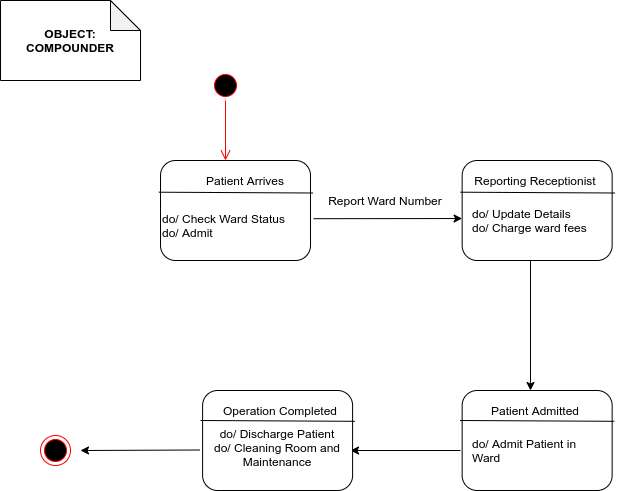 OBJECT:
COMPOUNDER
Patient Arrives
do/ Check Ward Status
do/ Admit
Report Ward Number
Reporting Receptionist
do/ Update Details
do/ Charge ward fees
Patient Admitted
do/ Admit Patient in
Ward
Operation Completed
do/ Discharge Patient
do/ Cleaning Room and
Maintenance